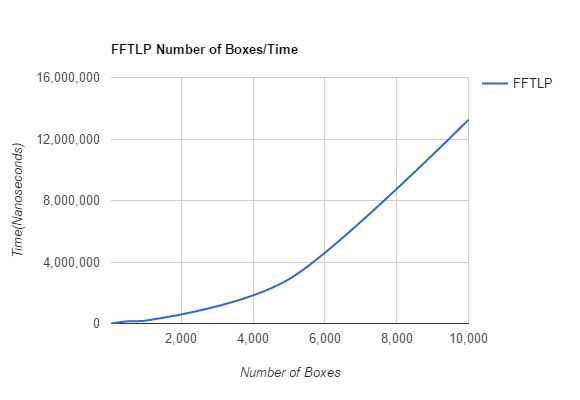 FFTLP Number of Boxes/Time
16,000,000
FFTLP
12,000,000
8,000,000
4,000,000
0
Time(Nanoseconds)
2,000 4,000 6,000 8,000 10,000
Number of Boxes